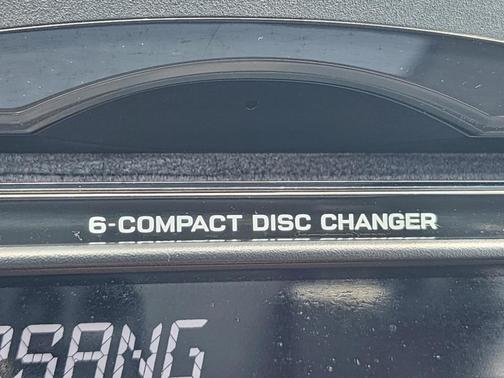 6-COMPACT DISC CHANGER